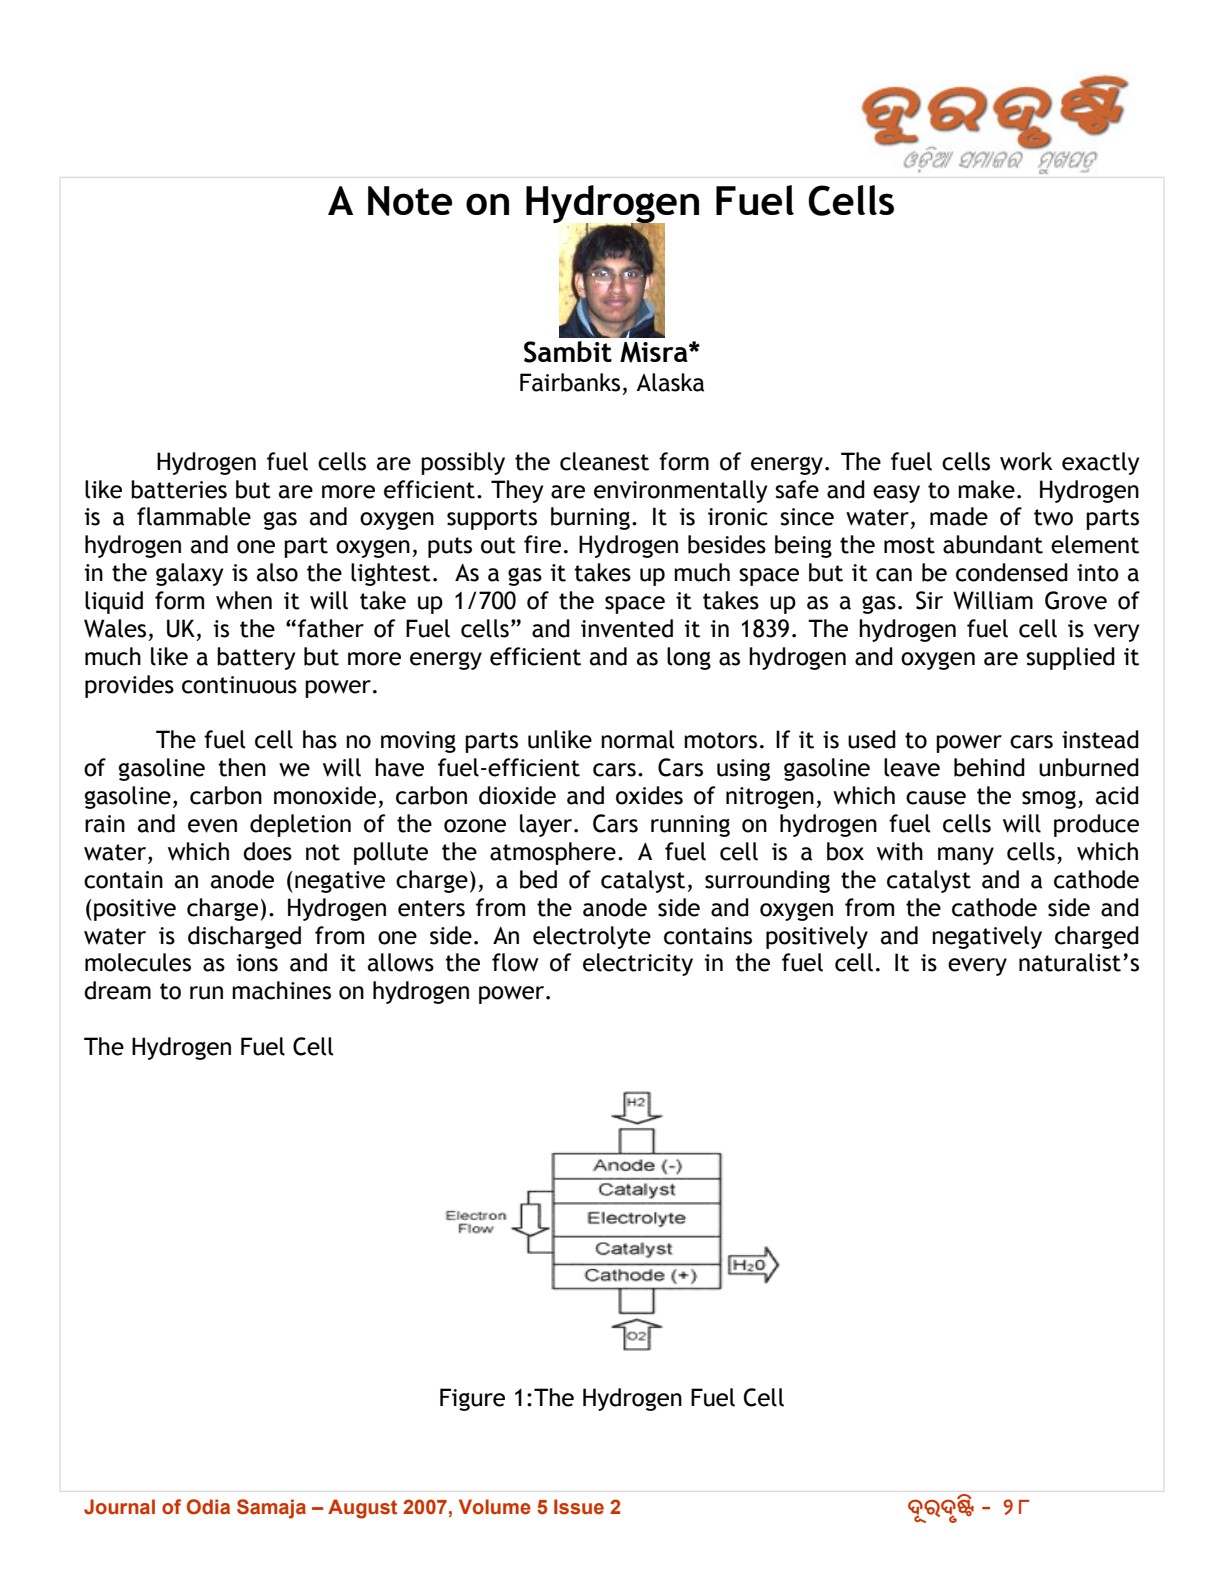 ଦୁରଦୃଷ୍ଟି
ଓଡ଼ିଆ ସମାଜର ମୁଖପତ୍ର
A Note on Hydrogen Fuel Cells
Sambit Misra*
Fairbanks, Alaska
Hydrogen fuel cells are possibly the cleanest form of energy. The fuel cells work exactly
like batteries but are more efficient. They are environmentally safe and easy to make. Hydrogen
is a flammable gas and oxygen supports burning. It is ironic since water, made of two parts
hydrogen and one part oxygen, puts out fire. Hydrogen besides being the most abundant element
in the galaxy is also the lightest. As a gas it takes up much space but it can be condensed into a
liquid form when it will take up 1/700 of the space it takes up as a gas. Sir William Grove of
Wales, UK, is the “father of Fuel cells” and invented it in 1839. The hydrogen fuel cell is very
much like a battery but more energy efficient and as long as hydrogen and oxygen are supplied it
provides continuous power.
The fuel cell has no moving parts unlike normal motors. If it is used to power cars instead
of gasoline then we will have fuel-efficient cars. Cars using gasoline leave behind unburned
gasoline, carbon monoxide, carbon dioxide and oxides of nitrogen, which cause the smog, acid
rain and even depletion of the ozone layer. Cars running on hydrogen fuel cells will produce
water, which does not pollute the atmosphere. A fuel cell is a box with many cells, which
contain an anode (negative charge), a bed of catalyst, surrounding the catalyst and a cathode
(positive charge). Hydrogen enters from the anode side and oxygen from the cathode side and
water is discharged from one side. An electrolyte contains positively and negatively charged
molecules as ions and it allows the flow of electricity in the fuel cell. It is every naturalist’s
dream to run machines on hydrogen power.
The Hydrogen Fuel Cell
H2
Anode (-)
Catalyst
Electron
Flow
Electrolyte
Catalyst
Cathode (+)
H₂0
O2
Figure 1:The Hydrogen Fuel Cell
Journal of Odia Samaja – August 2007, Volume 5 Issue 2
ଦୂରଦୃଷ୍ଟି - ୨୮